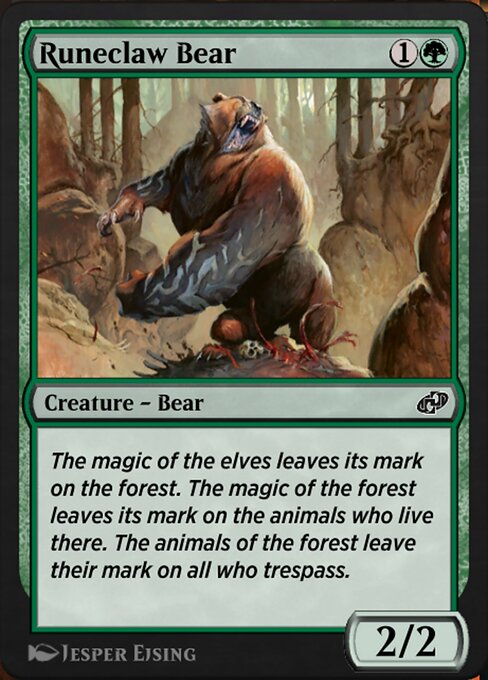 Runeclaw Bear 1
Creature – Bear
The magic of the elves leaves its mark
on the forest. The magic of the forest
leaves its mark on the animals who live
there. The animals of the forest leave
their mark on all who trespass.
2/2
Jesper Ejsing